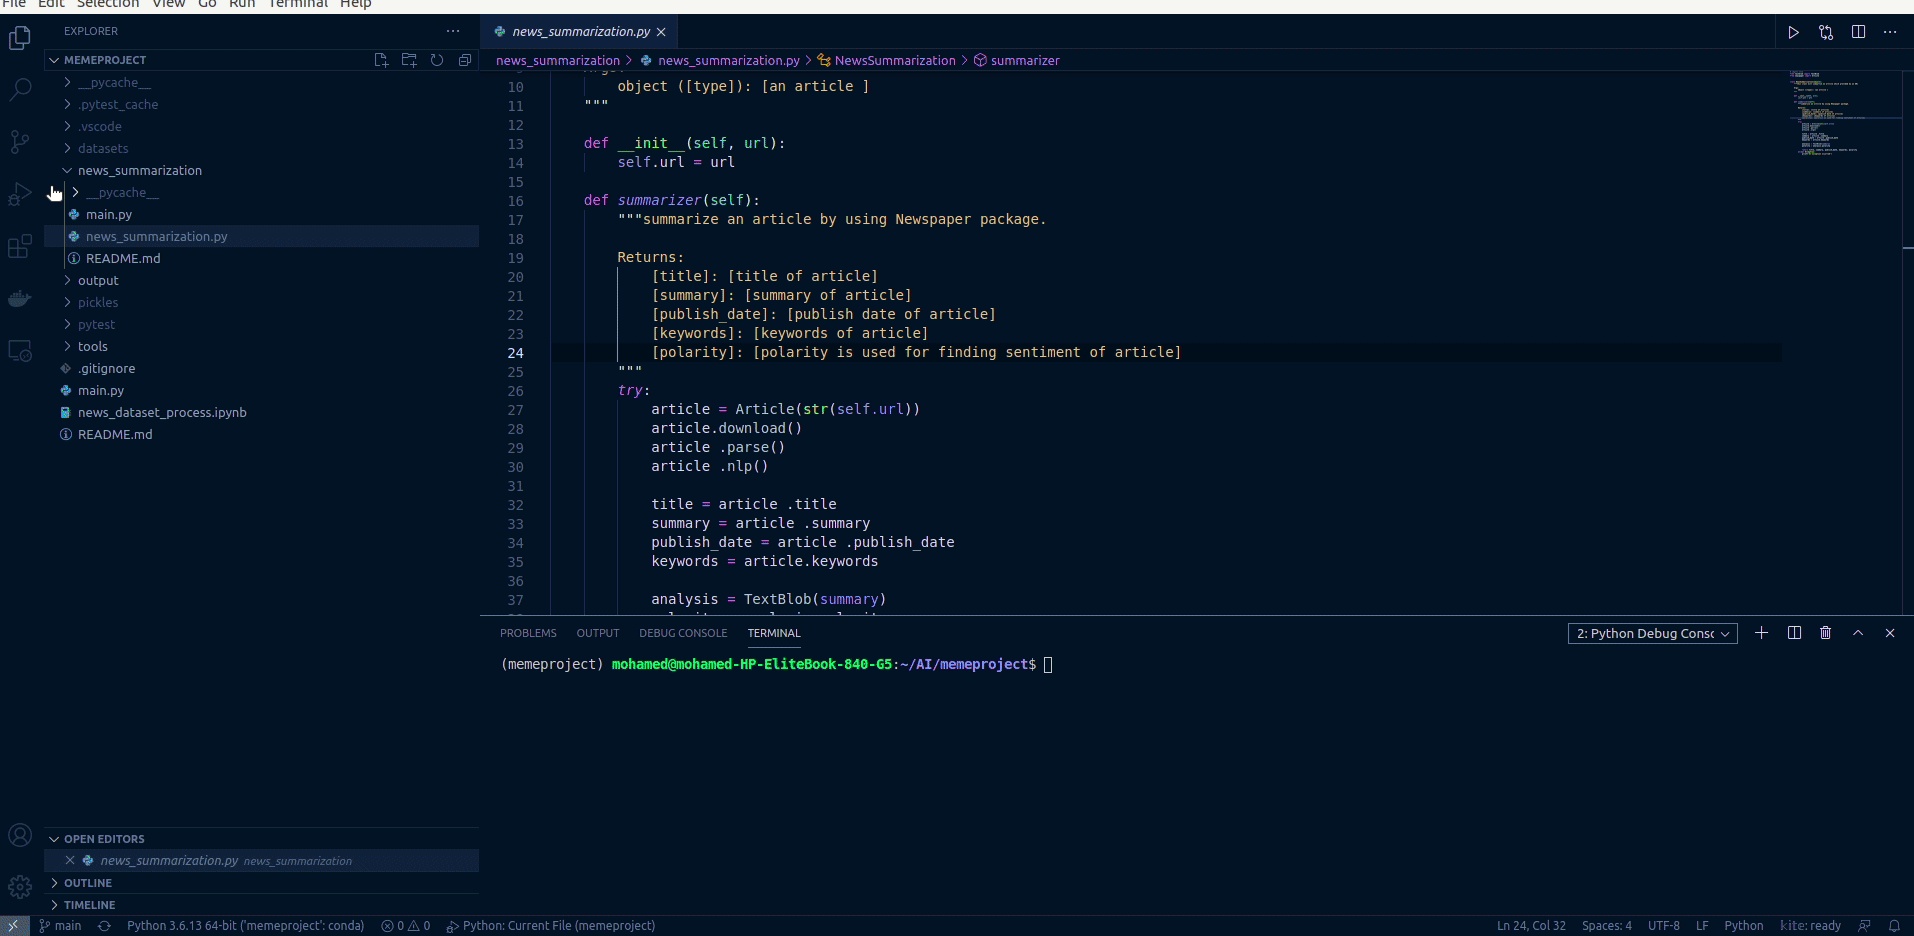 File Edit Selection View Go Run Terminal Help
EXPLORER
MEMEPROJECT
__pycache__
.pytest_cache
.vscode
datasets
news_summarization
__pycache__
main.py
news_summarization.py
README.md
output
pickles
pytest
tools
.gitignore
main.py
news_dataset_process.ipynb
README.md
OPEN EDITORS
news_summarization.py news_summarization
OUTLINE
TIMELINE
news_summarization.py
news_summarization > news_summarization.py > NewsSummarization > summarizer
10 object ([type]): [an article ]
11 """
12
13 def __init__(self, url):
14 self.url = url
15
16 def summarizer(self):
17 """summarize an article by using Newspaper package.
18
19 Returns:
20 [title]: [title of article]
21 [summary]: [summary of article]
22 [publish_date]: [publish date of article]
23 [keywords]: [keywords of article]
24 [polarity]: [polarity is used for finding sentiment of article]
25 """
26 try:
27 article = Article(str(self.url))
28 article.download()
29 article .parse()
30 article .nlp()
31
32 title = article .title
33 summary = article .summary
34 publish_date = article .publish_date
35 keywords = article.keywords
36
37 analysis = TextBlob(summary)
PROBLEMS OUTPUT DEBUG CONSOLE TERMINAL
2: Python Debug Consc
(memeproject) mohamed@mohamed-HP-EliteBook-840-G5:~/AI/memeproject$
main Python 3.6.13 64-bit ('memeproject': conda) 0 0 Python: Current File (memeproject) Ln 24, Col 32 Spaces: 4 UTF-8 LF Python kite: ready